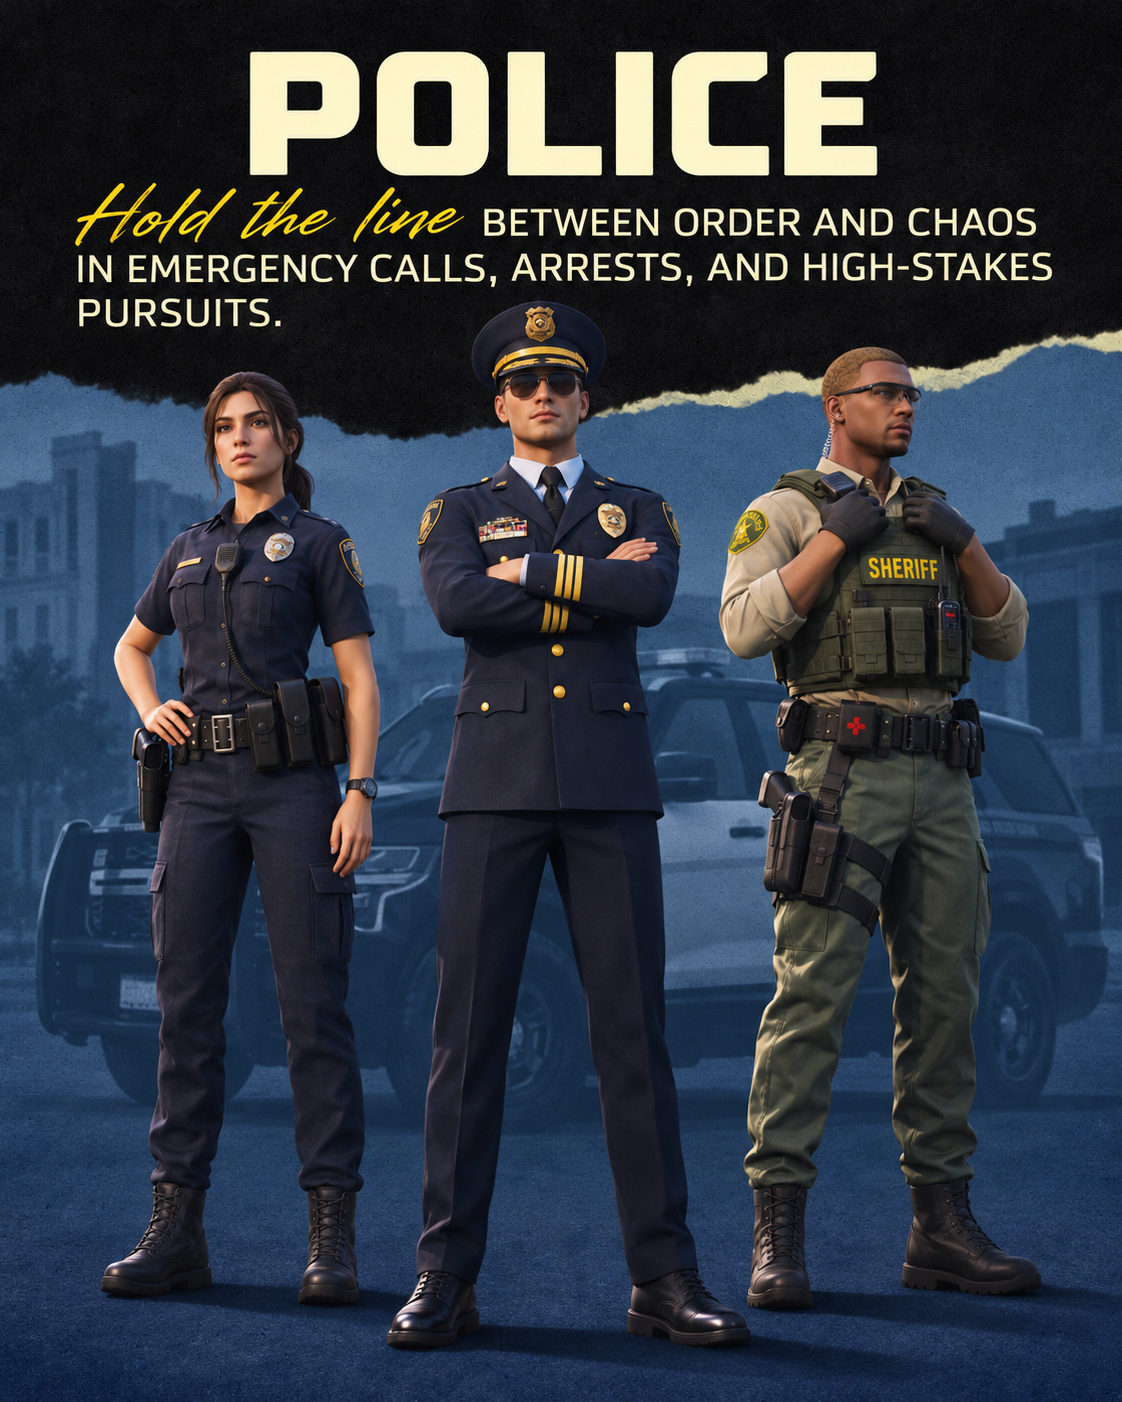 POLICE
Hold the line BETWEEN ORDER AND CHAOS
IN EMERGENCY CALLS, ARRESTS, AND HIGH-STAKES
PURSUITS.
SHERIFF